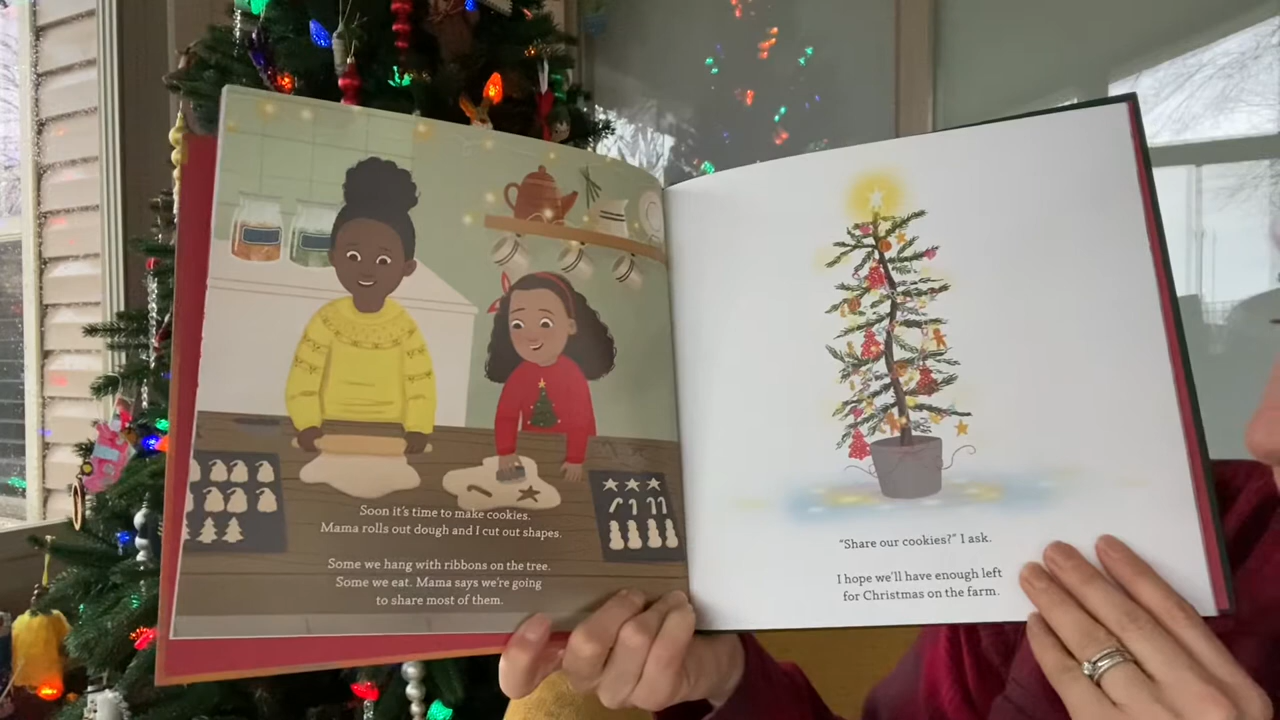 Soon it's time to make cookies.
Mama rolls out dough and I cut out shapes.
Some we hang with ribbons on the tree.
Some we eat. Mama says we're going
to share most of them.
"Share our cookies?" I ask.
I hope we'll have enough left
for Christmas on the farm.